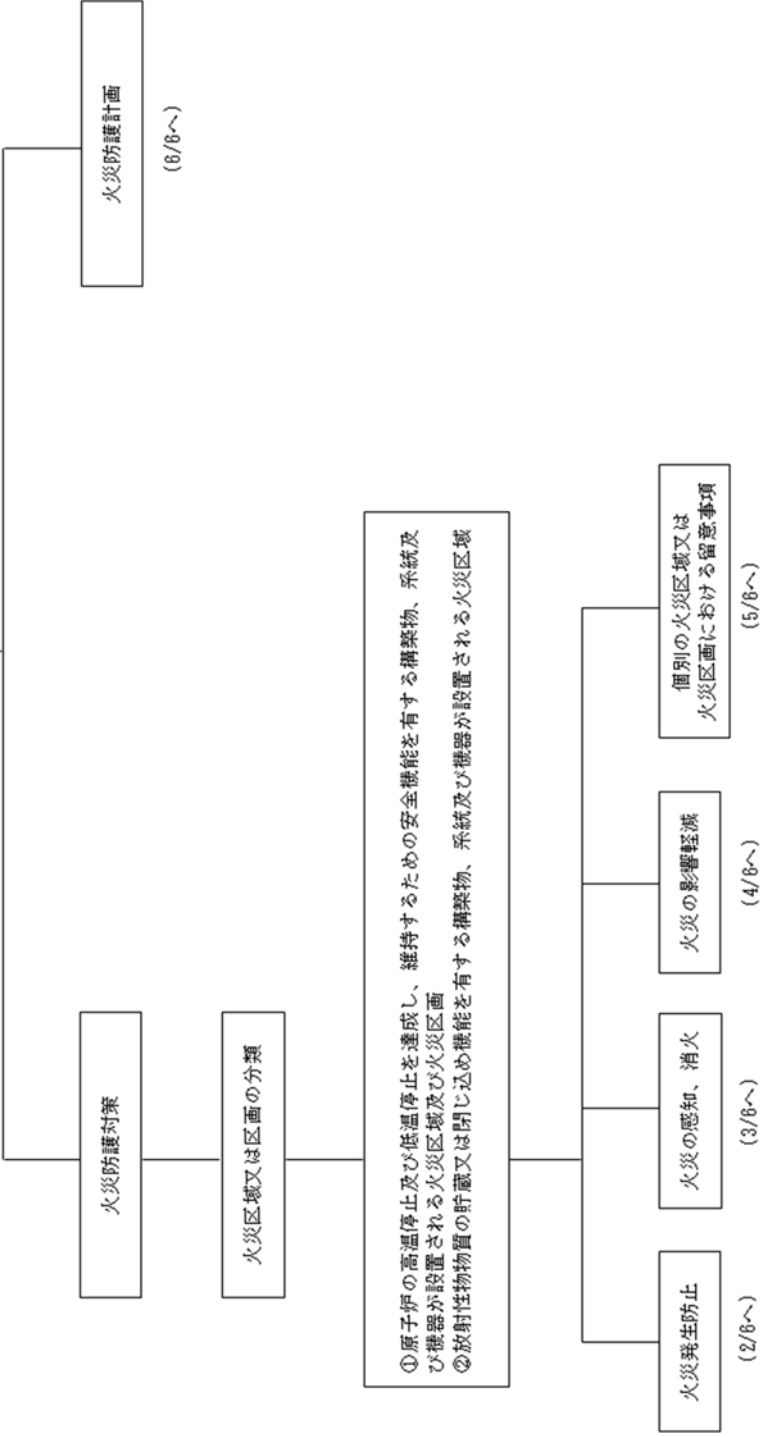 火災防護対策
火災防護計画
(6/6へ)
火災区域又は区画の分類
①原子炉の高温停止及び低温停止を達成し、維持するための安全機能を有する構築物、系統及
び機器が設置される火災区域及び火災区画
②放射性物物質の貯蔵又は閉じ込め機能を有する構築物、系統及び機器が設置される火災区域
火災発生防止
(2/6へ)
火災の感知、消火
(3/6へ)
火災の影響軽減
(4/6へ)
個別の火災区域又は
火災区画における留意事項
(5/6へ)